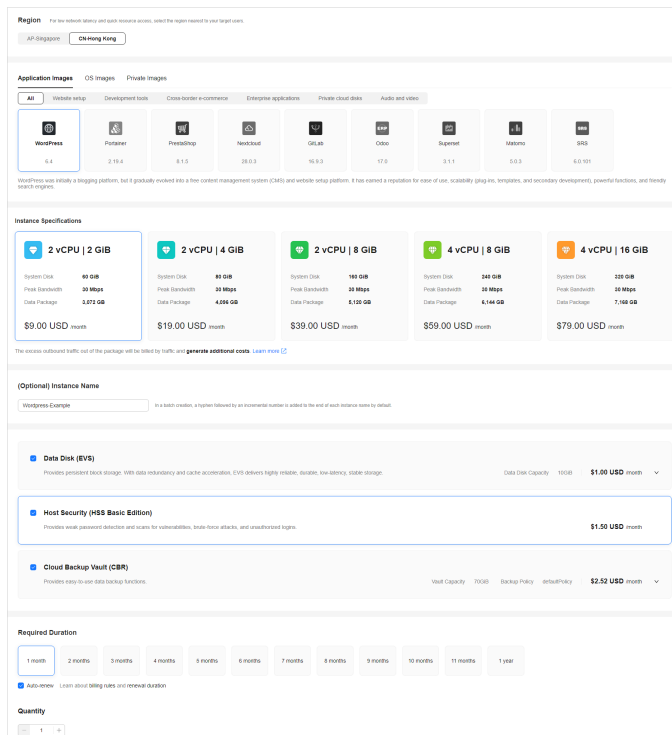 Region For low network latency and quick resource access, select the region nearest to your target users.
AP-Singapore CN-Hong Kong
Application Images OS Images Private Images
All Website setup Development tools Cross-border e-commerce Enterprise applications Private cloud disks Audio and video
ERP SRS
WordPress Portainer PrestaShop Nextcloud GitLab Odoo Superset Matomo SRS
6.4 2.19.4 8.1.5 28.0.3 16.9.3 17.0 3.1.1 5.0.3 6.0.101
WordPress was initially a blogging platform, but it gradually evolved into a free content management system (CMS) and website setup platform. It has earned a reputation for ease of use, scalability (plug-ins, templates, and secondary development), powerful functions, and friendly
search engines.
Instance Specifications
2 vCPU | 2 GiB 2 vCPU | 4 GiB 2 vCPU | 8 GiB 4 vCPU | 8 GiB 4 vCPU | 16 GiB
System Disk 60 GiB System Disk 80 GiB System Disk 160 GiB System Disk 240 GiB System Disk 320 GiB
Peak Bandwidth 30 Mbps Peak Bandwidth 30 Mbps Peak Bandwidth 30 Mbps Peak Bandwidth 30 Mbps Peak Bandwidth 30 Mbps
Data Package 3,072 GB Data Package 4,096 GB Data Package 5,120 GB Data Package 6,144 GB Data Package 7,168 GB
$9.00 USD /month $19.00 USD /month $39.00 USD /month $59.00 USD /month $79.00 USD /month
The excess outbound traffic out of the package will be billed by traffic and generate additional costs. Learn more
(Optional) Instance Name
Wordpress-Example In a batch creation, a hyphen followed by an incremental number is added to the end of each instance name by default.
Data Disk (EVS)
Provides persistent block storage. With data redundancy and cache acceleration, EVS delivers highly reliable, durable, low-latency, stable storage. Data Disk Capacity 10GiB $1.00 USD /month
Host Security (HSS Basic Edition)
Provides weak password detection and scans for vulnerabilities, brute-force attacks, and unauthorized logins. $1.50 USD /month
Cloud Backup Vault (CBR)
Provides easy-to-use data backup functions. Vault Capacity 70GiB Backup Policy defaultPolicy $2.52 USD /month
Required Duration
1 month 2 months 3 months 4 months 5 months 6 months 7 months 8 months 9 months 10 months 11 months 1 year
Auto-renew Learn about billing rules and renewal duration
Quantity
- 1 +